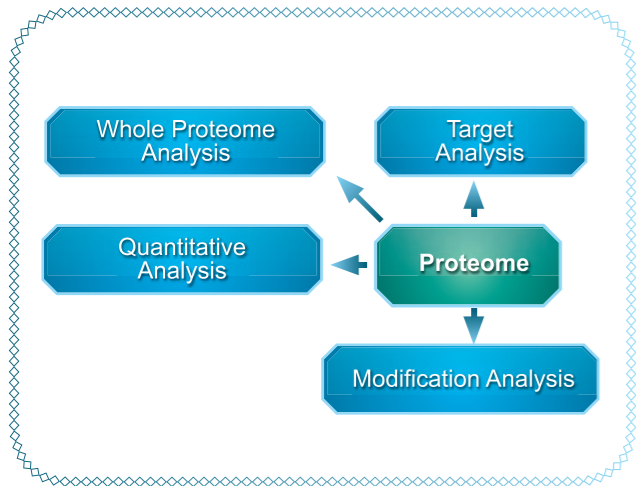 Whole Proteome
Analysis
Target
Analysis
Quantitative
Analysis
Proteome
Modification Analysis